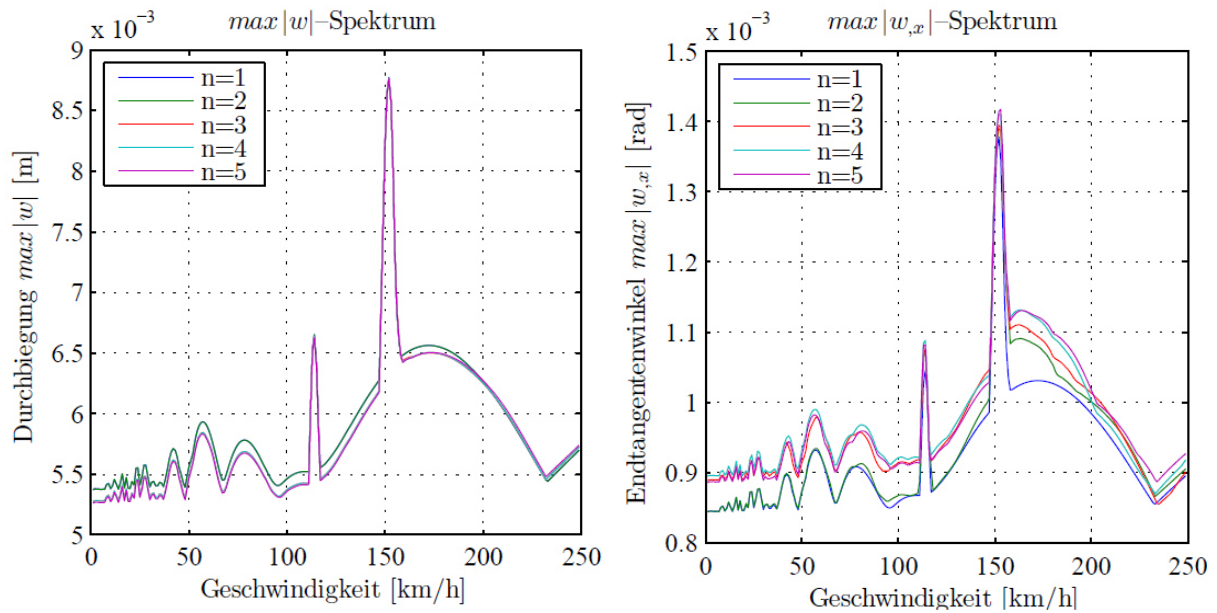 x 10⁻³
max|w|–Spektrum
9
8.5
8
7.5
7
6.5
6
5.5
5
Durchbiegung max|w| [m]
n=1
n=2
n=3
n=4
n=5
0
50
100
150
200
250
Geschwindigkeit [km/h]
x 10⁻³
max|w,ₓ|–Spektrum
1.5
1.4
1.3
1.2
1.1
1
0.9
0.8
Endtangentenwinkel max|w,ₓ| [rad]
n=1
n=2
n=3
n=4
n=5
0
50
100
150
200
250
Geschwindigkeit [km/h]